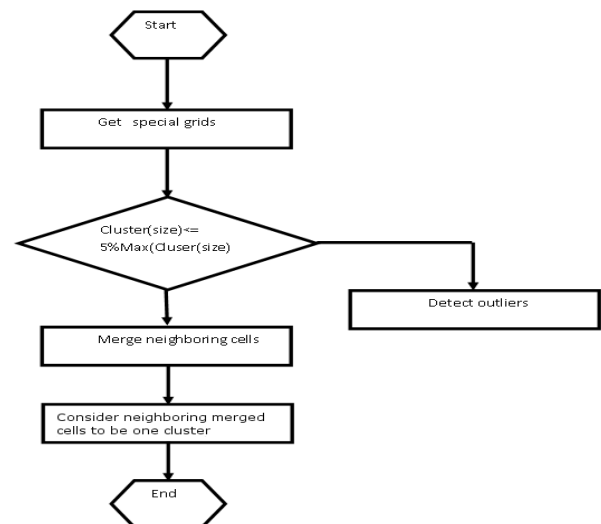 Start
Get special grids
Cluster(size)<=
5%Max(Cluser(size)
Detect outliers
Merge neighboring cells
Consider neighboring merged
cells to be one cluster
End